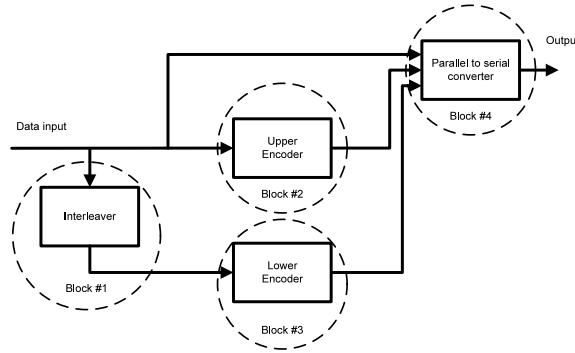 Outpu
Parallel to serial
converter
Block #4
Data input
Upper
Encoder
Block #2
Interleaver
Block #1
Lower
Encoder
Block #3